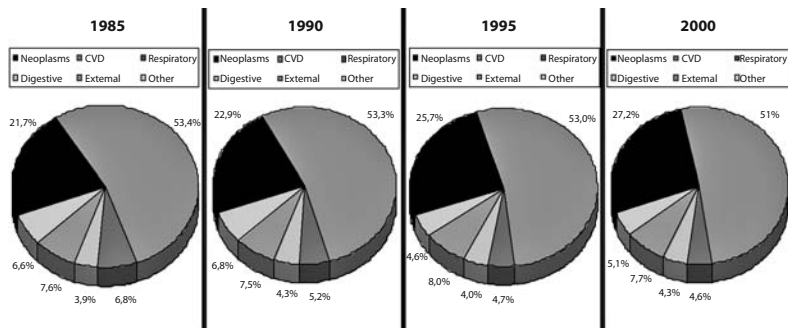 1985
Neoplasms CVD Respiratory
Digestive External Other
21,7% 53,4%
6,6%
7,6%
3,9% 6,8%
1990
Neoplasms CVD Respiratory
Digestive External Other
22,9% 53,3%
6,8%
7,5%
4,3% 5,2%
1995
Neoplasms CVD Respiratory
Digestive External Other
25,7% 53,0%
4,6%
8,0%
4,0% 4,7%
2000
Neoplasms CVD Respiratory
Digestive External Other
27,2% 51%
5,1%
7,7%
4,3% 4,6%